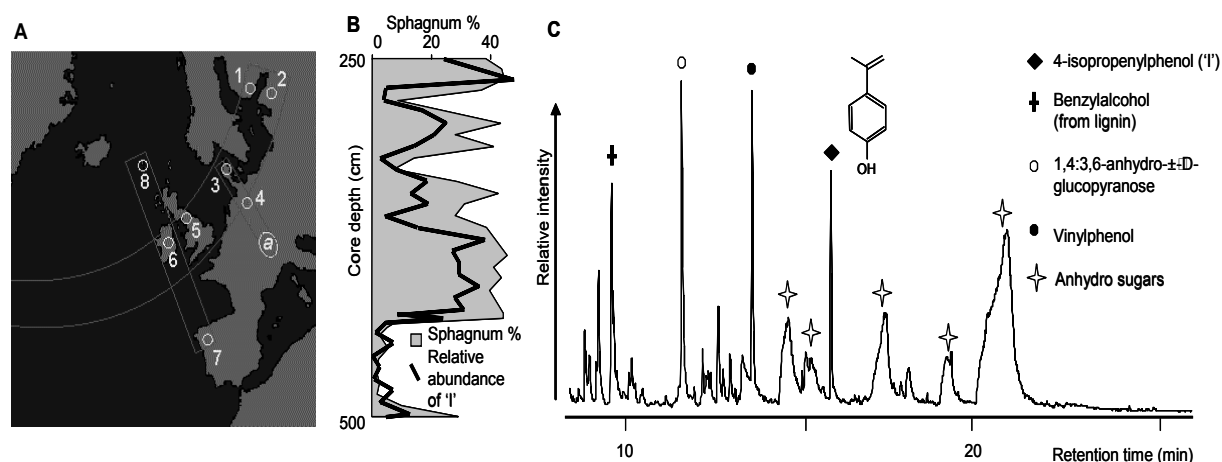 A
1
2
3
4
5
6
7
8
a
B
Sphagnum %
0 20 40
250
Core depth (cm)
500
Sphagnum %
Relative
abundance
of 'I'
C
Relative intensity
OH
4-isopropenylphenol ('I')
Benzylalcohol
(from lignin)
1,4:3,6-anhydro-±-D-
glucopyranose
Vinylphenol
Anhydro sugars
10 20
Retention time (min)